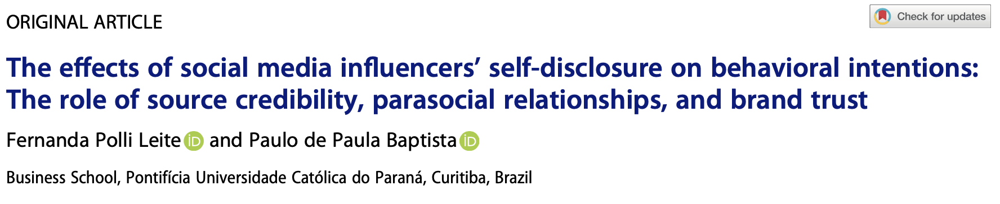 ORIGINAL ARTICLE
Check for updates
The effects of social media influencers’ self-disclosure on behavioral intentions:
The role of source credibility, parasocial relationships, and brand trust
Fernanda Polli Leite iD and Paulo de Paula Baptista iD
Business School, Pontifícia Universidade Católica do Paraná, Curitiba, Brazil